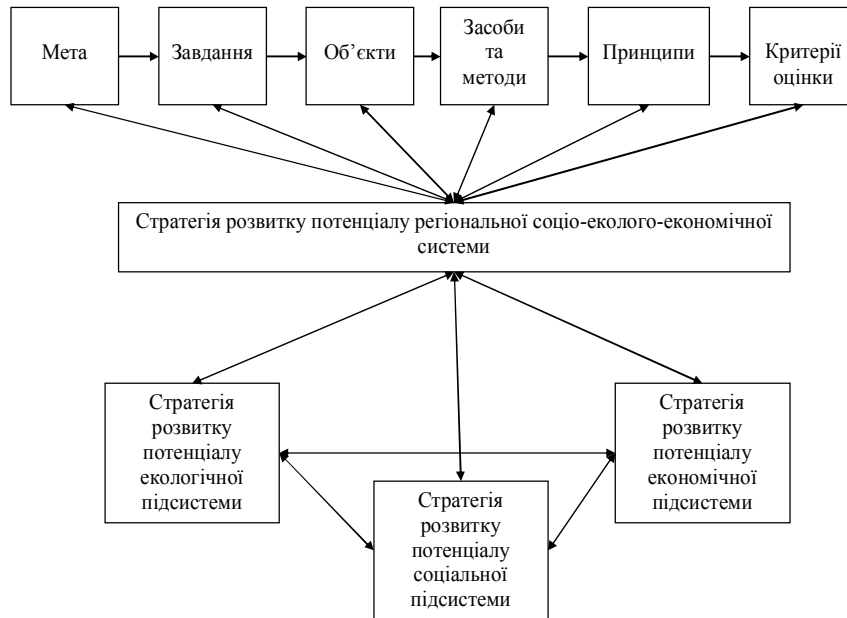 Мета
Завдання
Об’єкти
Засоби
та
методи
Принципи
Критерії
оцінки
Стратегія розвитку потенціалу регіональної соціо-еколого-економічної
системи
Стратегія
розвитку
потенціалу
екологічної
підсистеми
Стратегія
розвитку
потенціалу
соціальної
підсистеми
Стратегія
розвитку
потенціалу
економічної
підсистеми